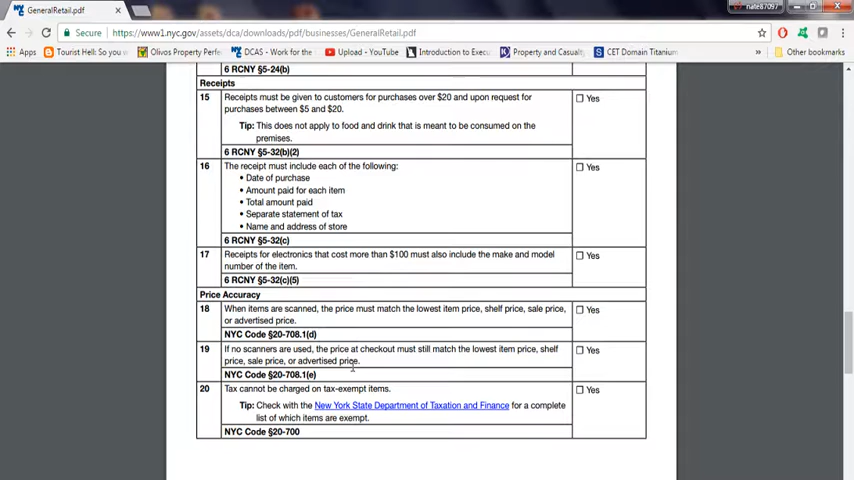 GeneralRetail.pdf
nate87097
Secure
https://www1.nyc.gov/assets/dca/downloads/pdf/businesses/GeneralRetail.pdf
Apps
Tourist Hell: So you w
Olivos Property Perfec
DCAS - Work for the
Upload - YouTube
Introduction to Execu
Property and Casualty
CET Domain Titanium
»
Other bookmarks
6 RCNY §5-24(b)
Receipts
15
Receipts must be given to customers for purchases over $20 and upon request for
purchases between $5 and $20.
Tip: This does not apply to food and drink that is meant to be consumed on the
premises.
☐ Yes
6 RCNY §5-32(b)(2)
16
The receipt must include each of the following:
• Date of purchase
• Amount paid for each item
• Total amount paid
• Separate statement of tax
• Name and address of store
☐ Yes
6 RCNY §5-32(c)
17
Receipts for electronics that cost more than $100 must also include the make and model
number of the item.
☐ Yes
6 RCNY §5-32(c)(5)
Price Accuracy
18
When items are scanned, the price must match the lowest item price, shelf price, sale price,
or advertised price.
☐ Yes
NYC Code §20-708.1(d)
19
If no scanners are used, the price at checkout must still match the lowest item price, shelf
price, sale price, or advertised price.
☐ Yes
NYC Code §20-708.1(e)
20
Tax cannot be charged on tax-exempt items.
Tip: Check with the New York State Department of Taxation and Finance for a complete
list of which items are exempt.
☐ Yes
NYC Code §20-700